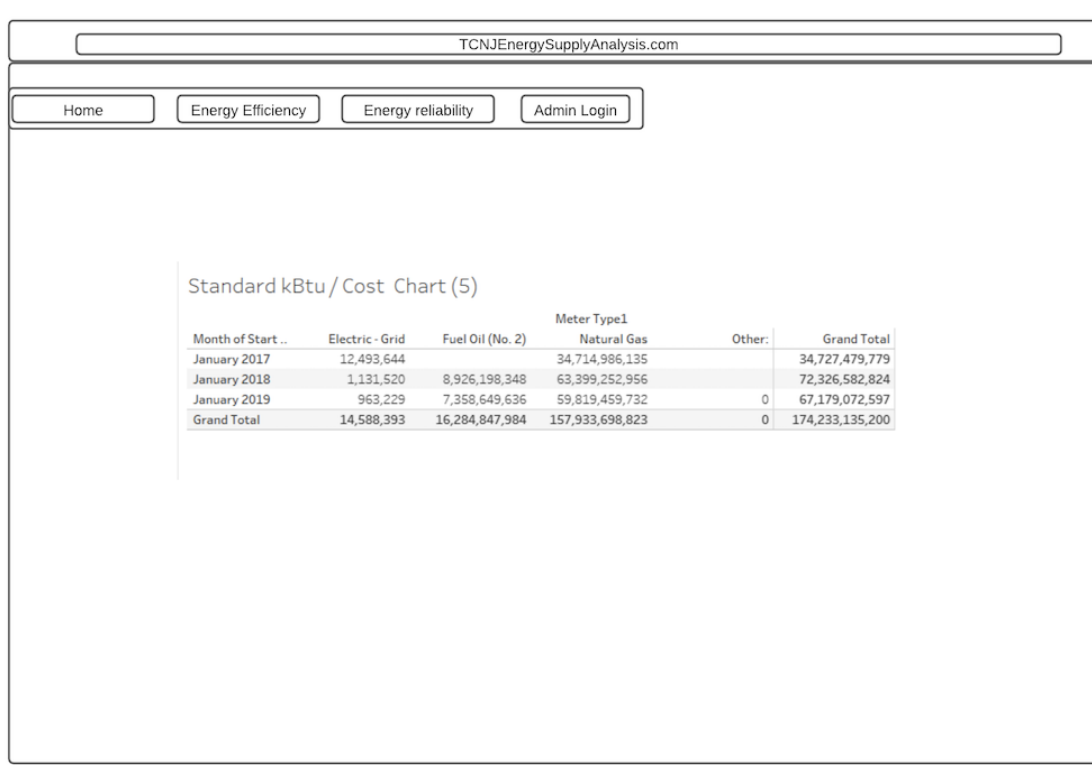 TCNJEnergySupplyAnalysis.com
Home Energy Efficiency Energy reliability Admin Login
Standard kBtu / Cost Chart (5)
Meter Type1
Month of Start .. Electric - Grid Fuel Oil (No. 2) Natural Gas Other: Grand Total
January 2017 12,493,644 34,714,986,135 34,727,479,779
January 2018 1,131,520 8,926,198,348 63,399,252,956 72,326,582,824
January 2019 963,229 7,358,649,636 59,819,459,732 0 67,179,072,597
Grand Total 14,588,393 16,284,847,984 157,933,698,823 0 174,233,135,200